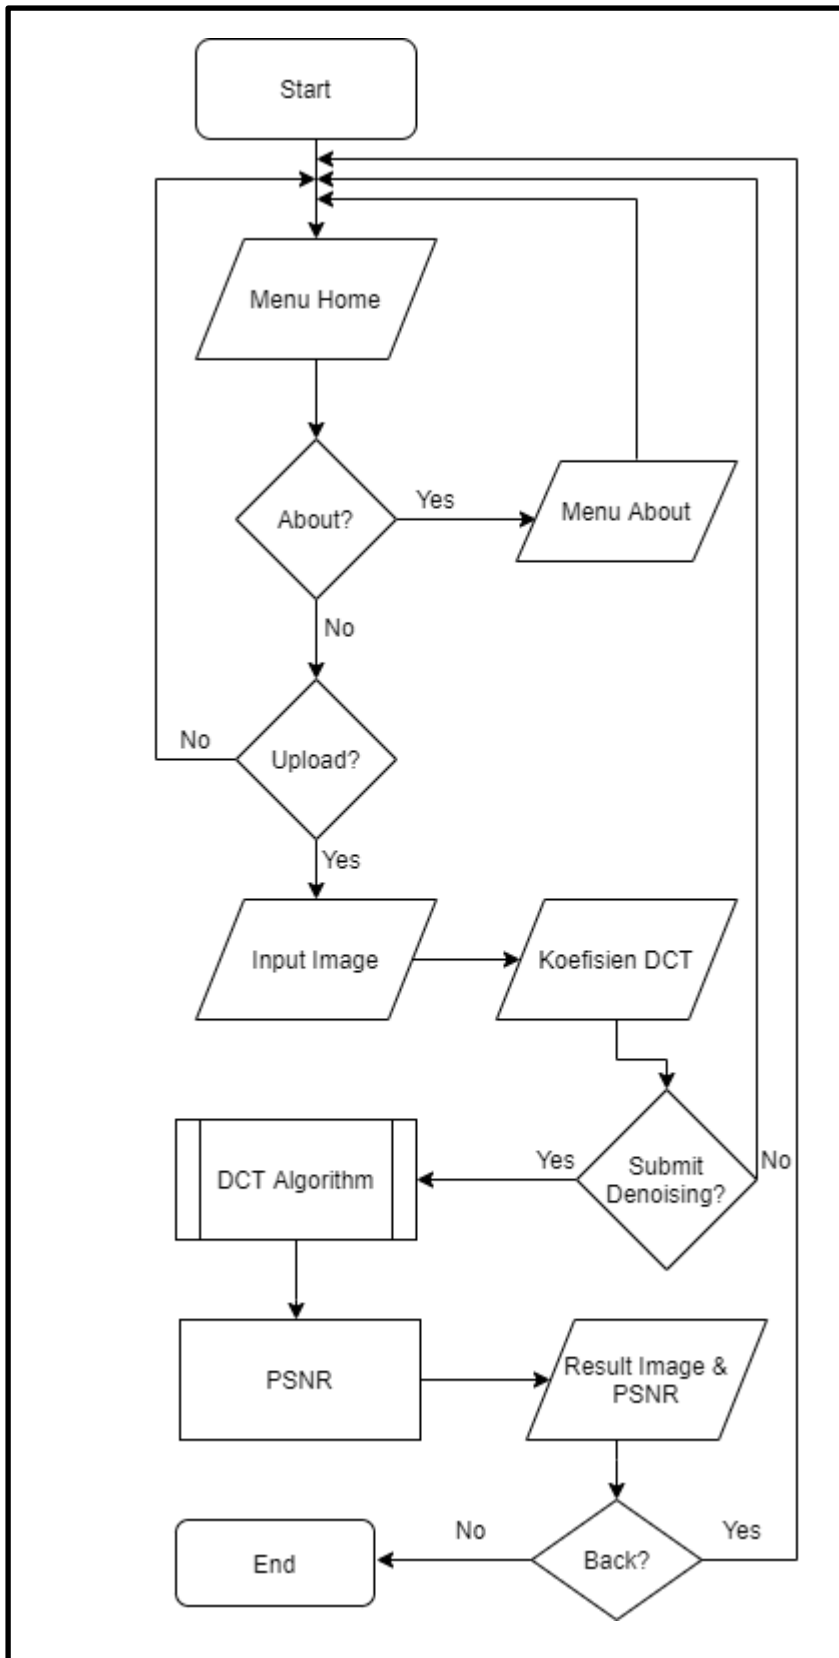 Start
Menu Home
About?
Yes
Menu About
No
Upload?
No
Yes
Input Image
Koefisien DCT
Submit
Denoising?
No
Yes
DCT Algorithm
PSNR
Result Image &
PSNR
Back?
Yes
No
End